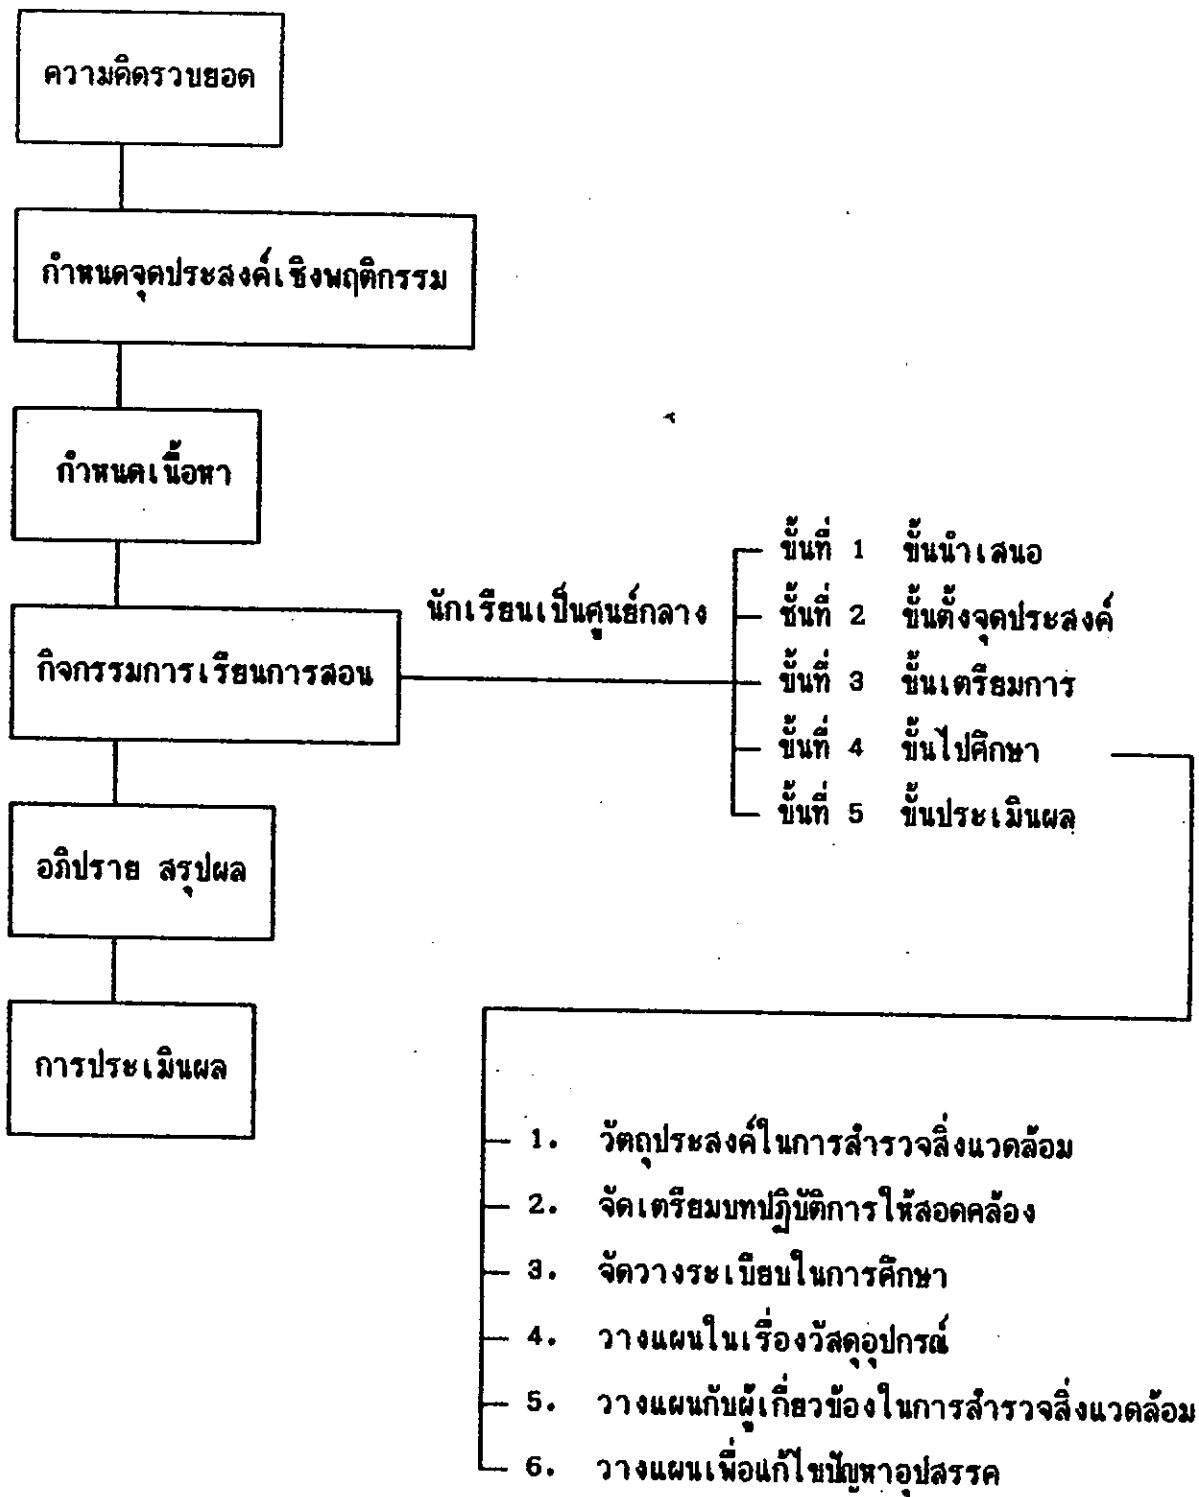 ความคิดรวบยอด
กำหนดจุดประสงค์เชิงพฤติกรรม
กำหนดเนื้อหา
กิจกรรมการเรียนการสอน
นักเรียนเป็นศูนย์กลาง
ขั้นที่ 1 ขั้นนำเสนอ
ขั้นที่ 2 ขั้นตั้งจุดประสงค์
ขั้นที่ 3 ขั้นเตรียมการ
ขั้นที่ 4 ขั้นไปศึกษา
ขั้นที่ 5 ขั้นประเมินผล
อภิปราย สรุปผล
การประเมินผล
1. วัตถุประสงค์ในการสำรวจสิ่งแวดล้อม
2. จัดเตรียมบทปฏิบัติการให้สอดคล้อง
3. จัดวางระเบียบในการศึกษา
4. วางแผนในเรื่องวัสดุอุปกรณ์
5. วางแผนกับผู้เกี่ยวข้องในการสำรวจสิ่งแวดล้อม
6. วางแผนเพื่อแก้ไขปัญหาอุปสรรค